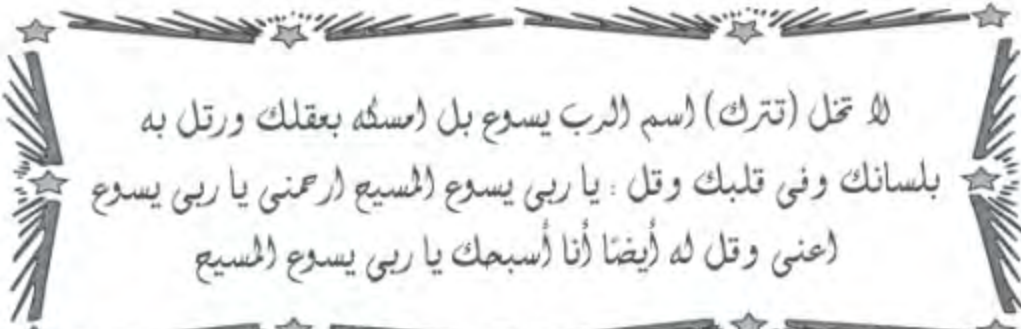 لا تخل (تترك) اسم الرب يسوع بل امسكه بعقلك ورتل به
بلسانك وفى قلبك وقل : يا ربى يسوع المسيح ارحمنى يا ربى يسوع
اعنى وقل له أيضًا أنا أسبحك يا ربى يسوع المسيح